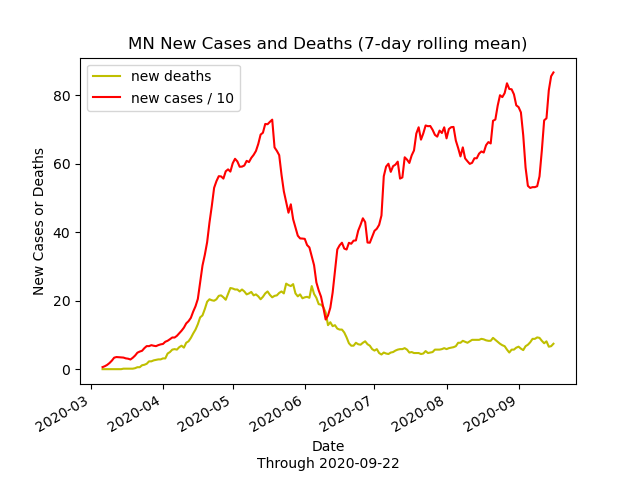 MN New Cases and Deaths (7-day rolling mean)
new deaths
new cases / 10
New Cases or Deaths
80
60
40
20
0
2020-03
2020-04
2020-05
2020-06
2020-07
2020-08
2020-09
Date
Through 2020-09-22